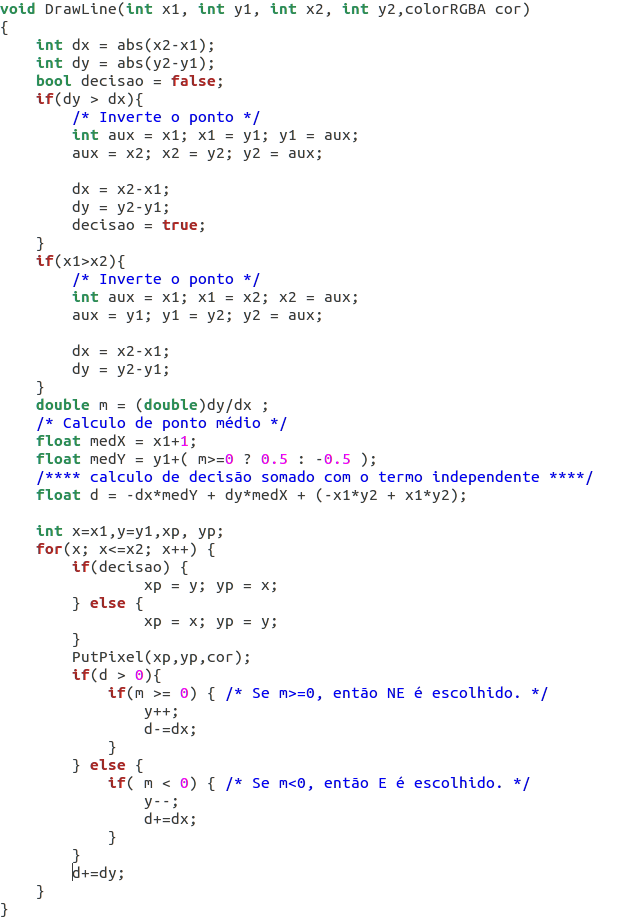 void DrawLine(int x1, int y1, int x2, int y2,colorRGBA cor)
{
    int dx = abs(x2-x1);
    int dy = abs(y2-y1);
    bool decisao = false;
    if(dy > dx){
        /* Inverte o ponto */
        int aux = x1; x1 = y1; y1 = aux;
        aux = x2; x2 = y2; y2 = aux;

        dx = x2-x1;
        dy = y2-y1;
        decisao = true;
    }
    if(x1>x2){
        /* Inverte o ponto */
        int aux = x1; x1 = x2; x2 = aux;
        aux = y1; y1 = y2; y2 = aux;

        dx = x2-x1;
        dy = y2-y1;
    }
    double m = (double)dy/dx ;
    /* Calculo de ponto médio */
    float medX = x1+1;
    float medY = y1+( m>=0 ? 0.5 : -0.5 );
    /**** calculo de decisão somado com o termo independente ****/
    float d = -dx*medY + dy*medX + (-x1*y2 + x1*y2);

    int x=x1,y=y1,xp, yp;
    for(x; x<=x2; x++) {
        if(decisao) {
                xp = y; yp = x;
        } else {
                xp = x; yp = y;
        }
        PutPixel(xp,yp,cor);
        if(d > 0){
            if(m >= 0) { /* Se m>=0, então NE é escolhido. */
                y++;
                d-=dx;
            }
        } else {
            if( m < 0) { /* Se m<0, então E é escolhido. */
                y--;
                d+=dx;
            }
        }
        d+=dy;
    }
}